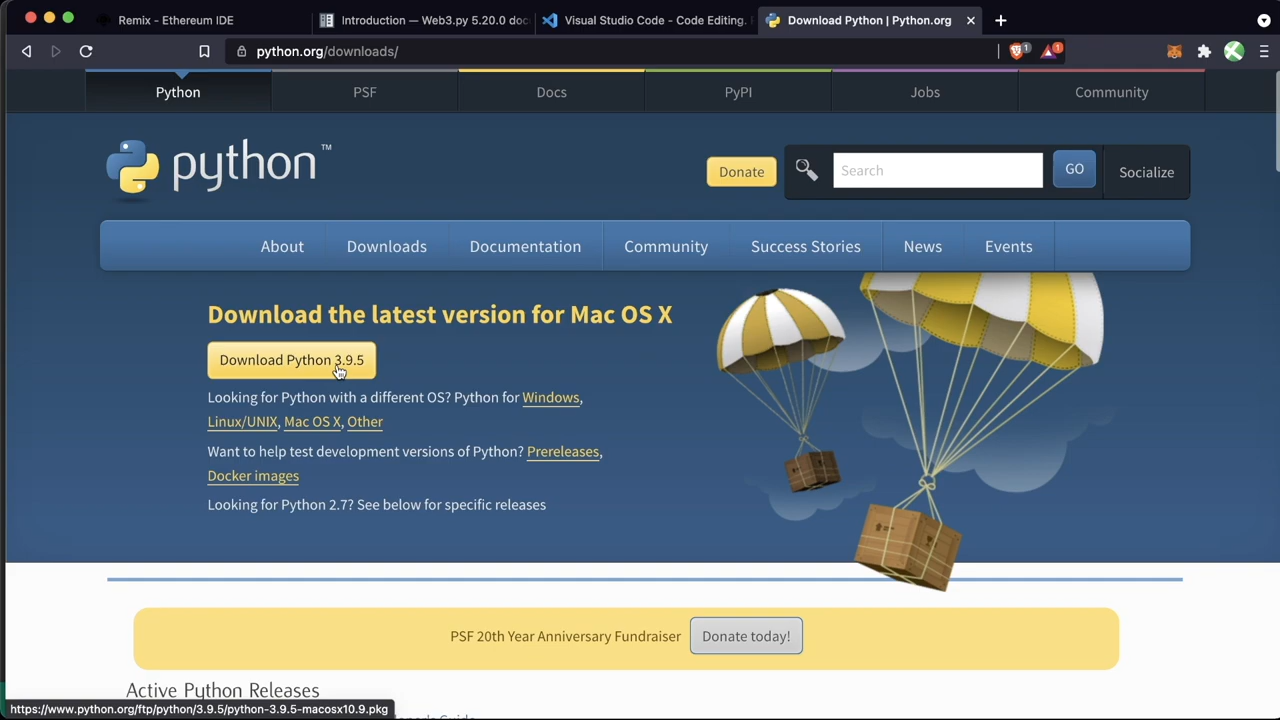 Remix - Ethereum IDE
Introduction — Web3.py 5.20.0 doc
Visual Studio Code - Code Editing.
Download Python | Python.org
python.org/downloads/
1
1
Python
PSF
Docs
PyPI
Jobs
Community
python™
Donate
Search
GO
Socialize
About
Downloads
Documentation
Community
Success Stories
News
Events
Download the latest version for Mac OS X
Download Python 3.9.5
Looking for Python with a different OS? Python for Windows,
Linux/UNIX, Mac OS X, Other
Want to help test development versions of Python? Prereleases,
Docker images
Looking for Python 2.7? See below for specific releases
PSF 20th Year Anniversary Fundraiser
Donate today!
Active Python Releases
https://www.python.org/ftp/python/3.9.5/python-3.9.5-macosx10.9.pkg